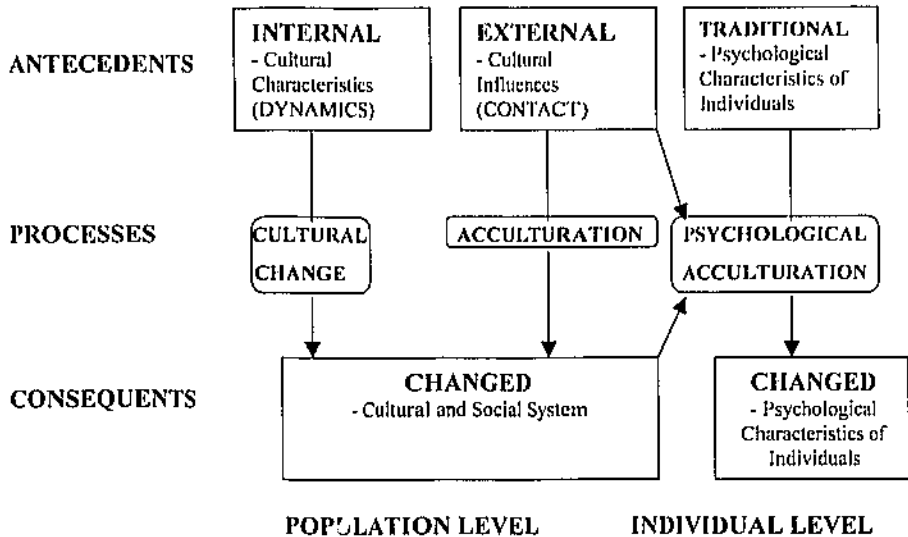 ANTECEDENTS
INTERNAL
- Cultural
Characteristics
(DYNAMICS)
EXTERNAL
- Cultural
Influences
(CONTACT)
TRADITIONAL
- Psychological
Characteristics of
Individuals
PROCESSES
CULTURAL
CHANGE
ACCULTURATION
PSYCHOLOGICAL
ACCULTURATION
CONSEQUENTS
CHANGED
- Cultural and Social System
CHANGED
- Psychological
Characteristics of
Individuals
POPULATION LEVEL
INDIVIDUAL LEVEL